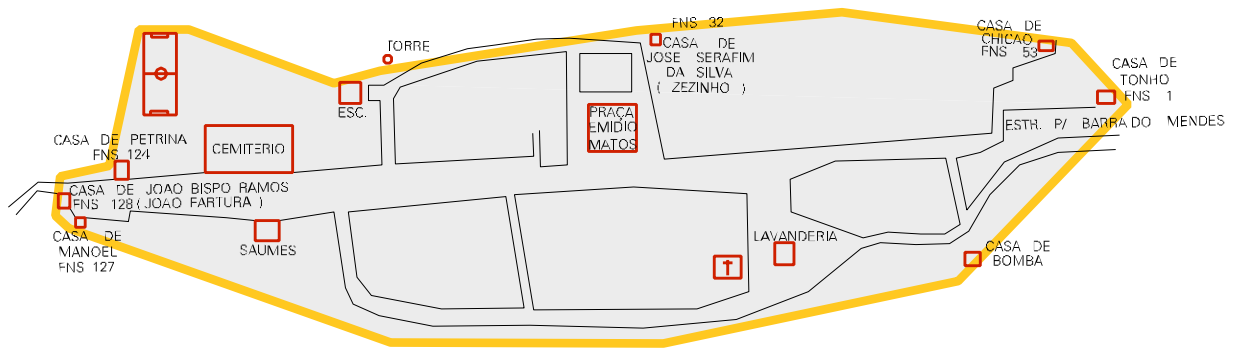 FNS 32
CASA DE
JOSE SERAFIM
DA SILVA
( ZEZINHO )
CASA DE
CHICAO
FNS 53
TORRE
CASA DE
TONHO
FNS 1
ESC.
PRAÇA
EMIDIO
MATOS
ESTR. P/ BARRA DO MENDES
CASA DE PETRINA
FNS 124
CEMITERIO
CASA DE JOAO BISPO RAMOS
FNS 128 ( JOAO FARTURA )
CASA DE
MANOEL
FNS 127
SAUMES
LAVANDERIA
CASA DE
BOMBA